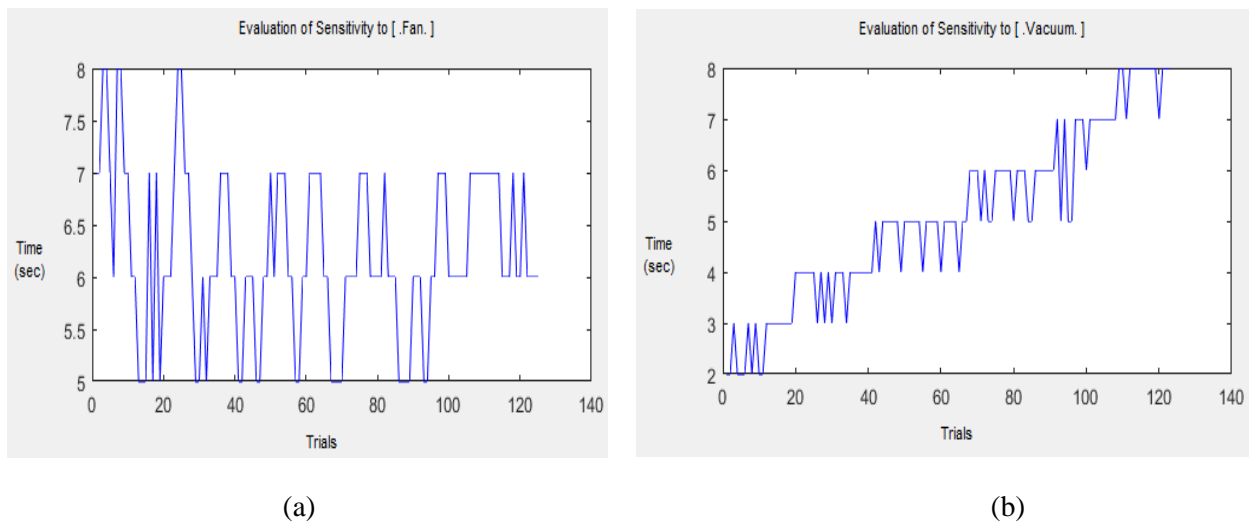 Evaluation of Sensitivity to [ .Fan. ]
8
7.5
7
6.5
6
5.5
5
Time
(sec)
0 20 40 60 80 100 120 140
Trials
(a)
Evaluation of Sensitivity to [ .Vacuum. ]
8
7
6
5
4
3
2
Time
(sec)
0 20 40 60 80 100 120 140
Trials
(b)